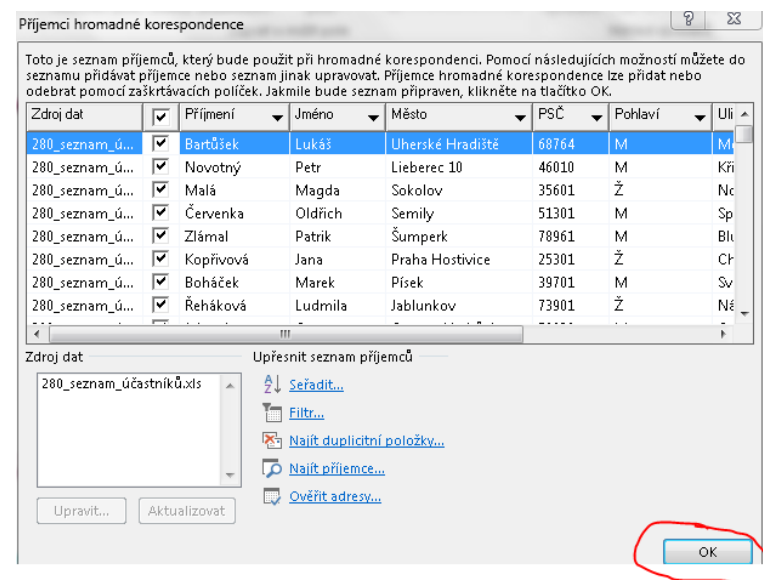 Příjemci hromadné korespondence
Toto je seznam příjemců, který bude použit při hromadné korespondenci. Pomocí následujících možností můžete do
seznamu přidávat příjemce nebo seznam jinak upravovat. Příjemce hromadné korespondence lze přidat nebo
odebrat pomocí zaškrtávacích políček. Jakmile bude seznam připraven, klikněte na tlačítko OK.
Zdroj dat Příjmení Jméno Město PSČ Pohlaví Uli
280_seznam_ú... Bartůšek Lukáš Uherské Hradiště 68764 M
280_seznam_ú... Novotný Petr Lieberec 10 46010 M Kři
280_seznam_ú... Malá Magda Sokolov 35601 Ž
280_seznam_ú... Červenka Oldřich Semily 51301 M Sp
280_seznam_ú... Zlámal Patrik Šumperk 78961 M
280_seznam_ú... Kopřivová Jana Praha Hostivice 25301 Ž Ch
280_seznam_ú... Boháček Marek Písek 39701 M Sv
280_seznam_ú... Řeháková Ludmila Jablunkov 73901 Ž
Zdroj dat Upřesnit seznam příjemců
280_seznam_účastníků.xls
Seřadit...
Filtr...
Najít duplicitní položky...
Najít příjemce...
Ověřit adresy...
Upravit... Aktualizovat
OK